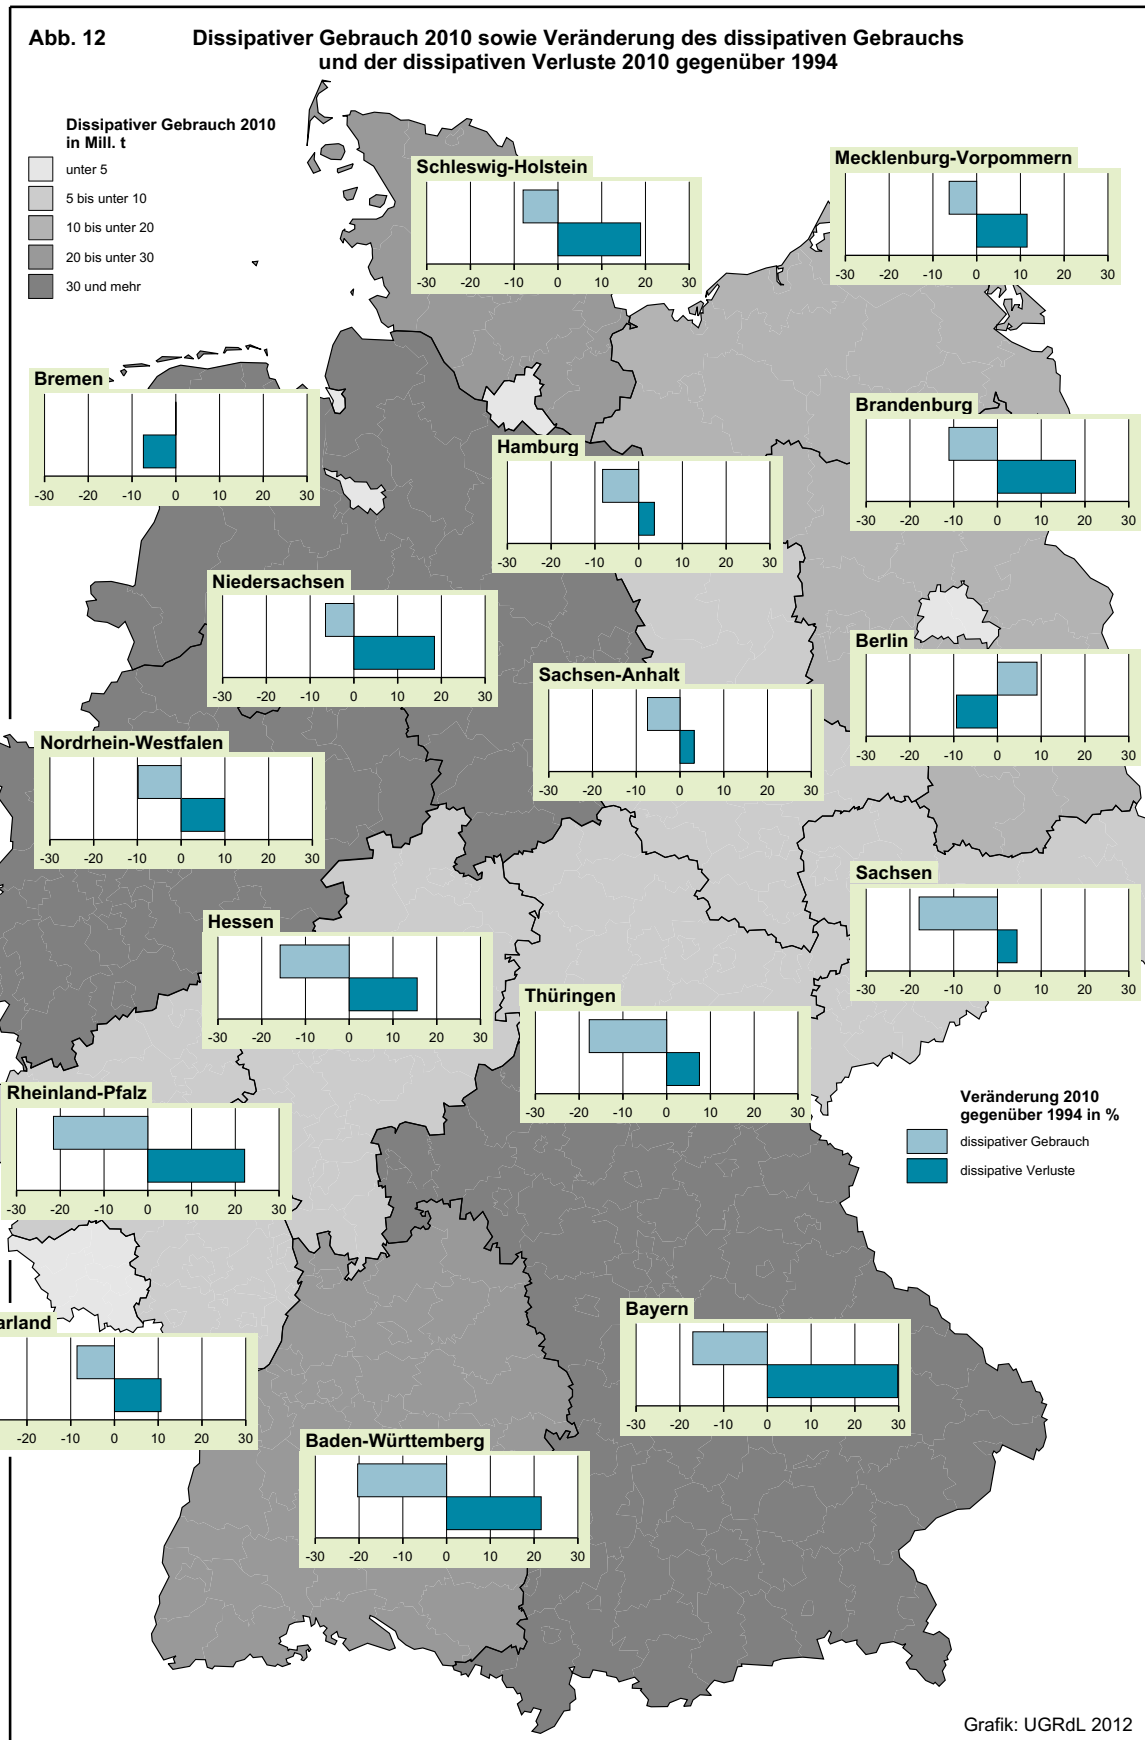 Abb. 12
Dissipativer Gebrauch 2010 sowie Veränderung des dissipativen Gebrauchs
und der dissipativen Verluste 2010 gegenüber 1994
Dissipativer Gebrauch 2010
in Mill. t
unter 5
5 bis unter 10
10 bis unter 20
20 bis unter 30
30 und mehr
Schleswig-Holstein
-30 -20 -10 0 10 20 30
Mecklenburg-Vorpommern
-30 -20 -10 0 10 20 30
Bremen
-30 -20 -10 0 10 20 30
Brandenburg
-30 -20 -10 0 10 20 30
Hamburg
-30 -20 -10 0 10 20 30
Niedersachsen
-30 -20 -10 0 10 20 30
Berlin
-30 -20 -10 0 10 20 30
Sachsen-Anhalt
-30 -20 -10 0 10 20 30
Nordrhein-Westfalen
-30 -20 -10 0 10 20 30
Sachsen
-30 -20 -10 0 10 20 30
Hessen
-30 -20 -10 0 10 20 30
Thüringen
-30 -20 -10 0 10 20 30
Rheinland-Pfalz
-30 -20 -10 0 10 20 30
Veränderung 2010
gegenüber 1994 in %
dissipativer Gebrauch
dissipative Verluste
arland
-20 -10 0 10 20 30
Bayern
-30 -20 -10 0 10 20 30
Baden-Württemberg
-30 -20 -10 0 10 20 30
Grafik: UGRdL 2012